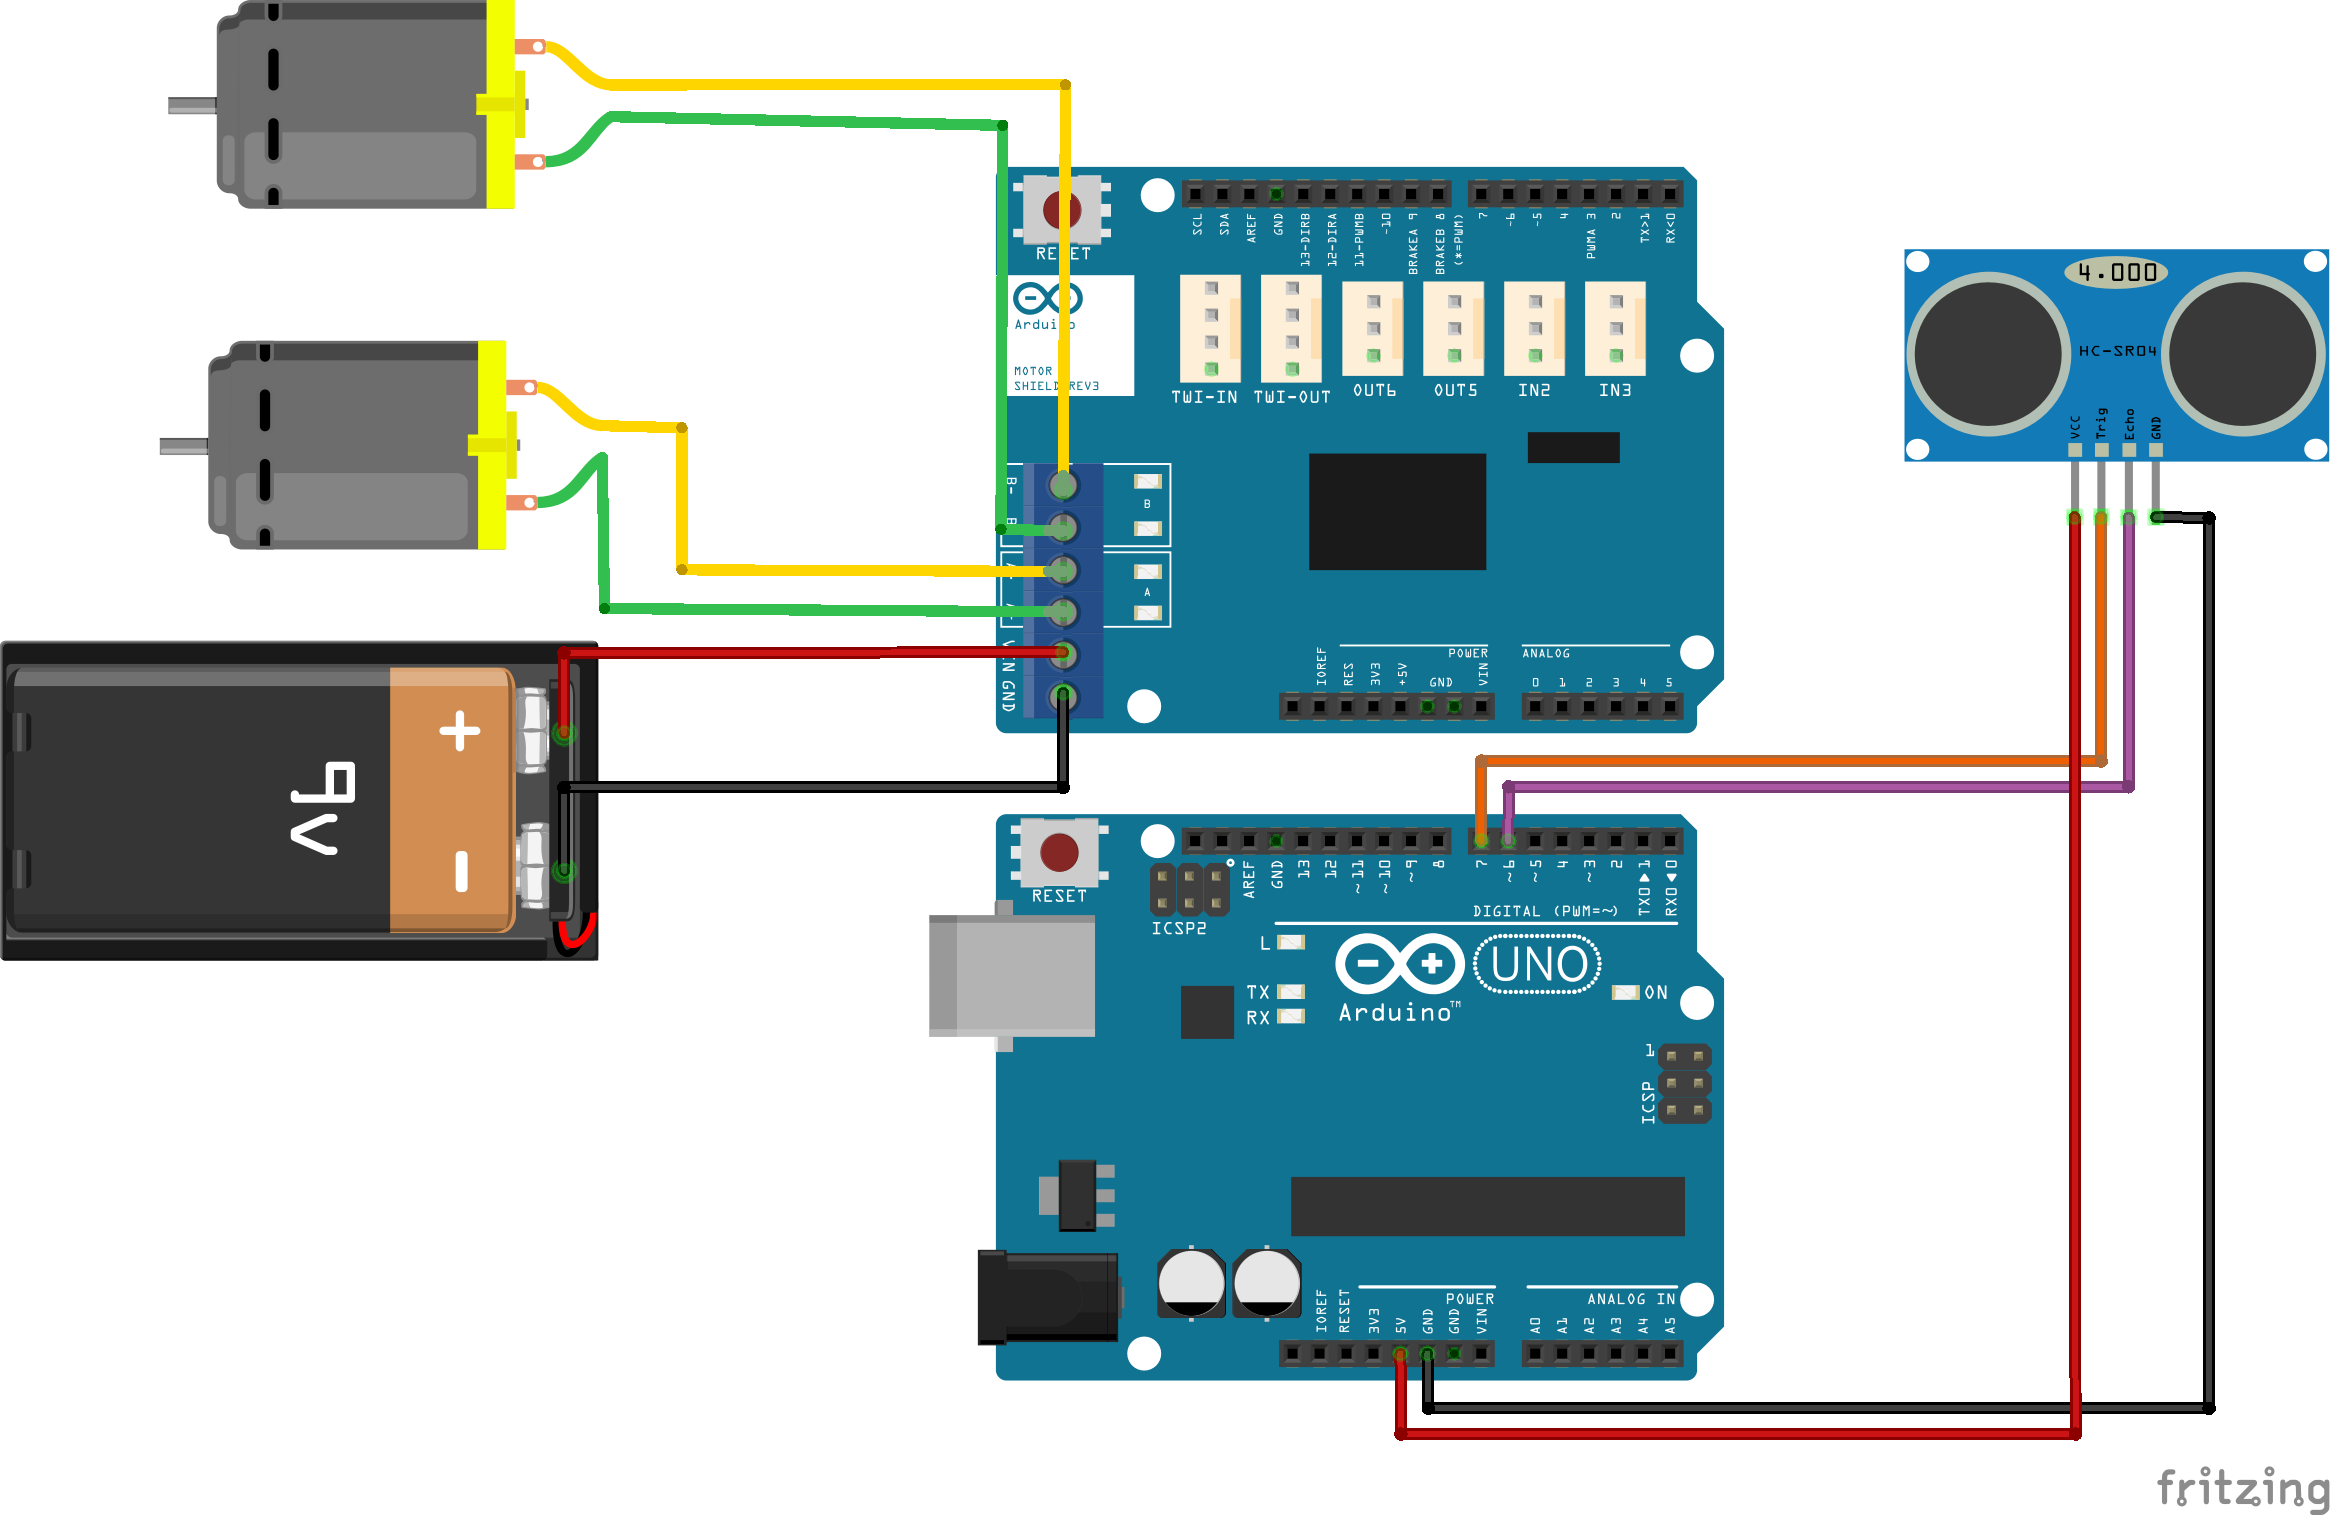 SCL
SDA
AREF
GND
13-DIRB
12-DIRA
11-PWMB
~10
BRAKEA 9
BRAKEB 8
(*=PWM)
7
~6
~5
4
PWMA 3
2
TX>1
RX<0
RESET
Arduino
MOTOR
SHIELD REV3
TWI-IN
TWI-OUT
OUT6
OUT5
IN2
IN3
B-
B
B
A
VIN
GND
IOREF
RES
3V3
+5V
GND
VIN
POWER
ANALOG
0
1
2
3
4
5
4.000
HC-SR04
VCC
Trig
Echo
GND
+
-
9V
RESET
ICSP2
AREF
GND
13
12
~11
~10
~9
8
7
~6
~5
4
~3
2
TX0▶1
RX0◀0
DIGITAL (PWM=~)
L
TX
RX
Arduino™
UNO
ON
1
ICSP
IOREF
RESET
3V3
5V
GND
GND
VIN
POWER
ANALOG IN
A0
A1
A2
A3
A4
A5
fritzing